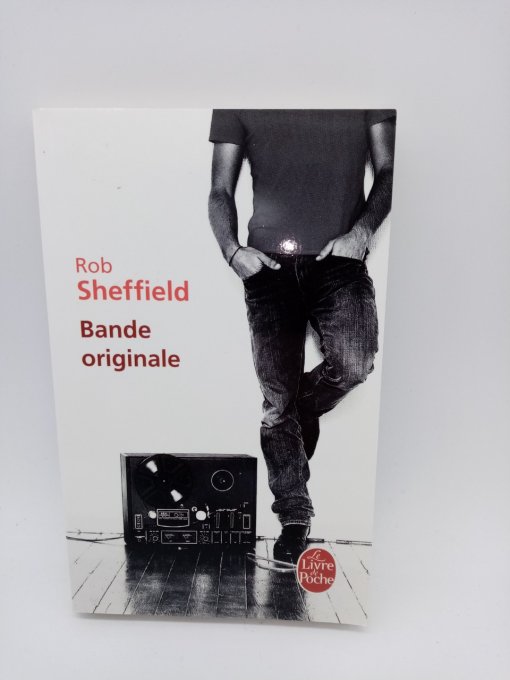 Rob
Sheffield
Bande
originale
Le
Livre
de
Poche